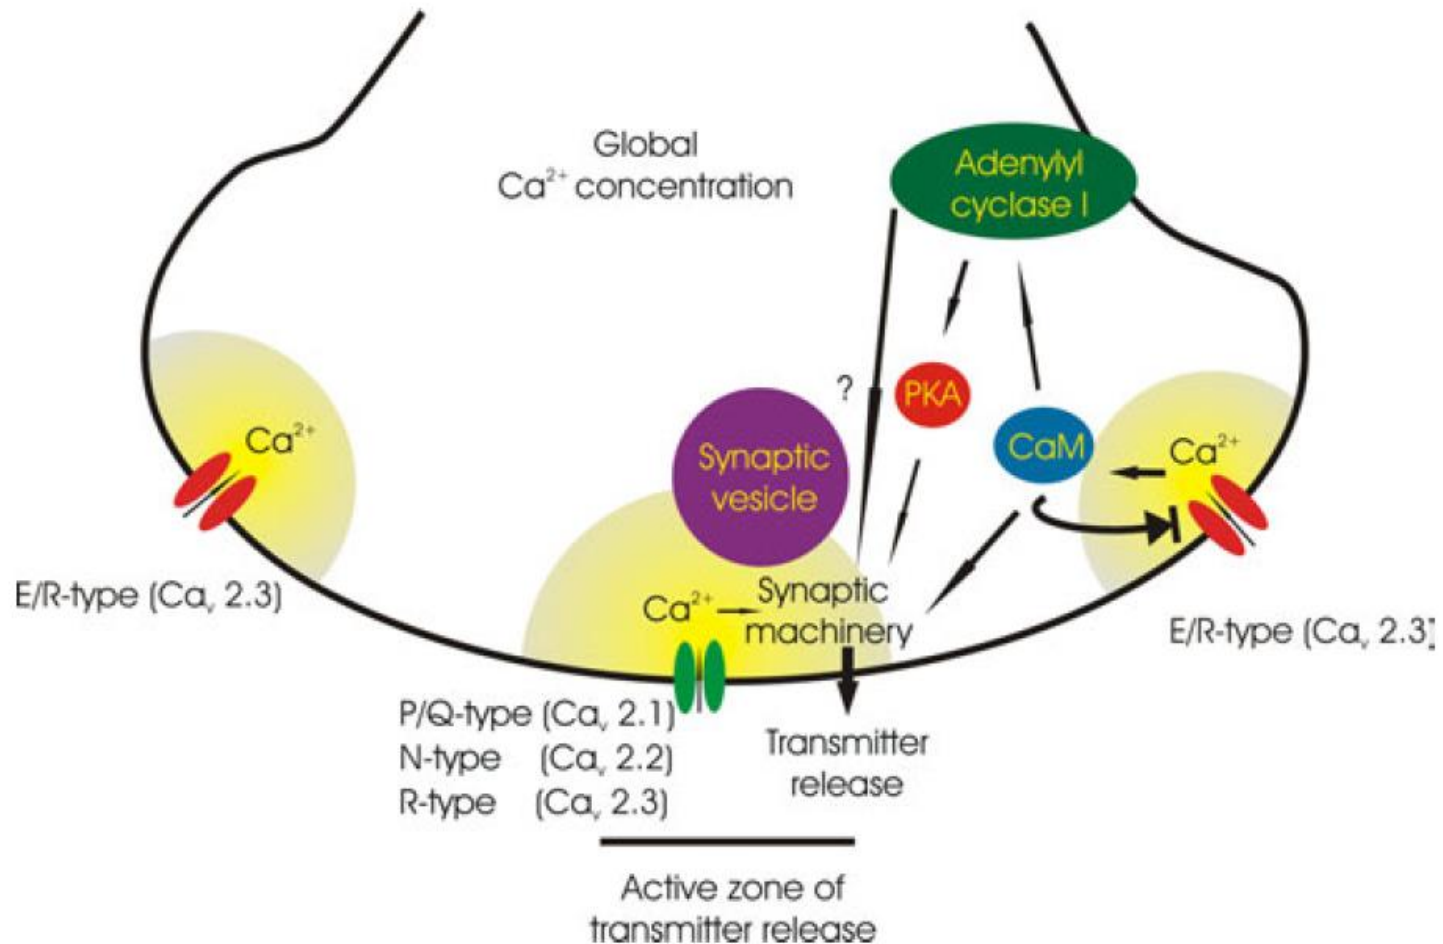 Global
Ca²⁺ concentration
Adenylyl
cyclase I
?
PKA
Ca²⁺
Synaptic
vesicle
CaM
Ca²⁺
E/R-type (Caᵥ 2.3)
Ca²⁺
Synaptic
machinery
E/R-type (Caᵥ 2.3)
P/Q-type (Caᵥ 2.1)
N-type (Caᵥ 2.2)
R-type (Caᵥ 2.3)
Transmitter
release
Active zone of
transmitter release